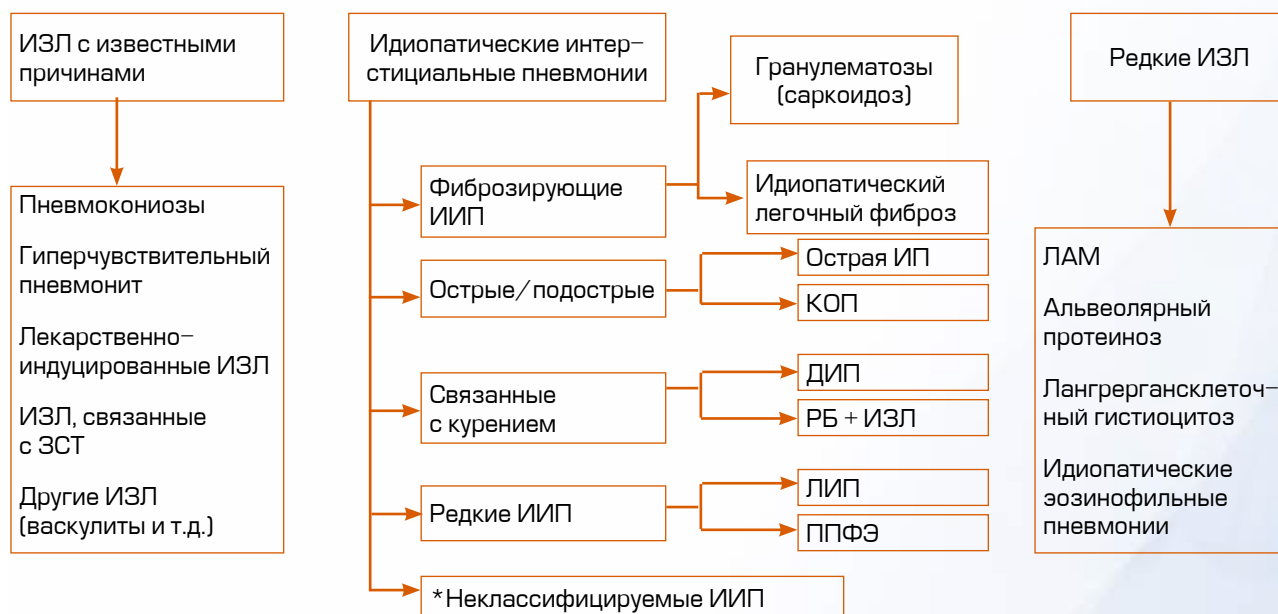 ИЗЛ с известными
причинами
Пневмокониозы
Гиперчувствительный
пневмонит
Лекарственно-
индуцированные ИЗЛ
ИЗЛ, связанные
с ЗСТ
Другие ИЗЛ
(васкулиты и т.д.)
Идиопатические интер-
стициальные пневмонии
Фиброзирующие
ИИП
Гранулематозы
(саркоидоз)
Идиопатический
легочный фиброз
Острые/подострые
Острая ИП
КОП
Связанные
с курением
ДИП
РБ + ИЗЛ
Редкие ИИП
ЛИП
ППФЭ
*Неклассифицируемые ИИП
Редкие ИЗЛ
ЛАМ
Альвеолярный
протеиноз
Лангрергансклеточ-
ный гистиоцитоз
Идиопатические
эозинофильные
пневмонии